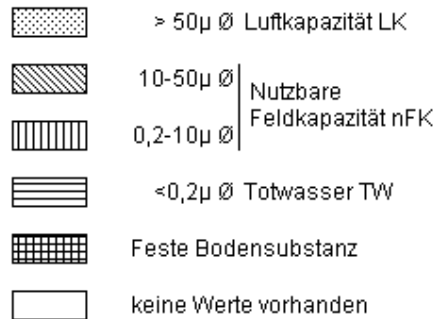 > 50µ Ø Luftkapazität LK
10-50µ Ø
Nutzbare
Feldkapazität nFK
0,2-10µ Ø
<0,2µ Ø Totwasser TW
Feste Bodensubstanz
keine Werte vorhanden